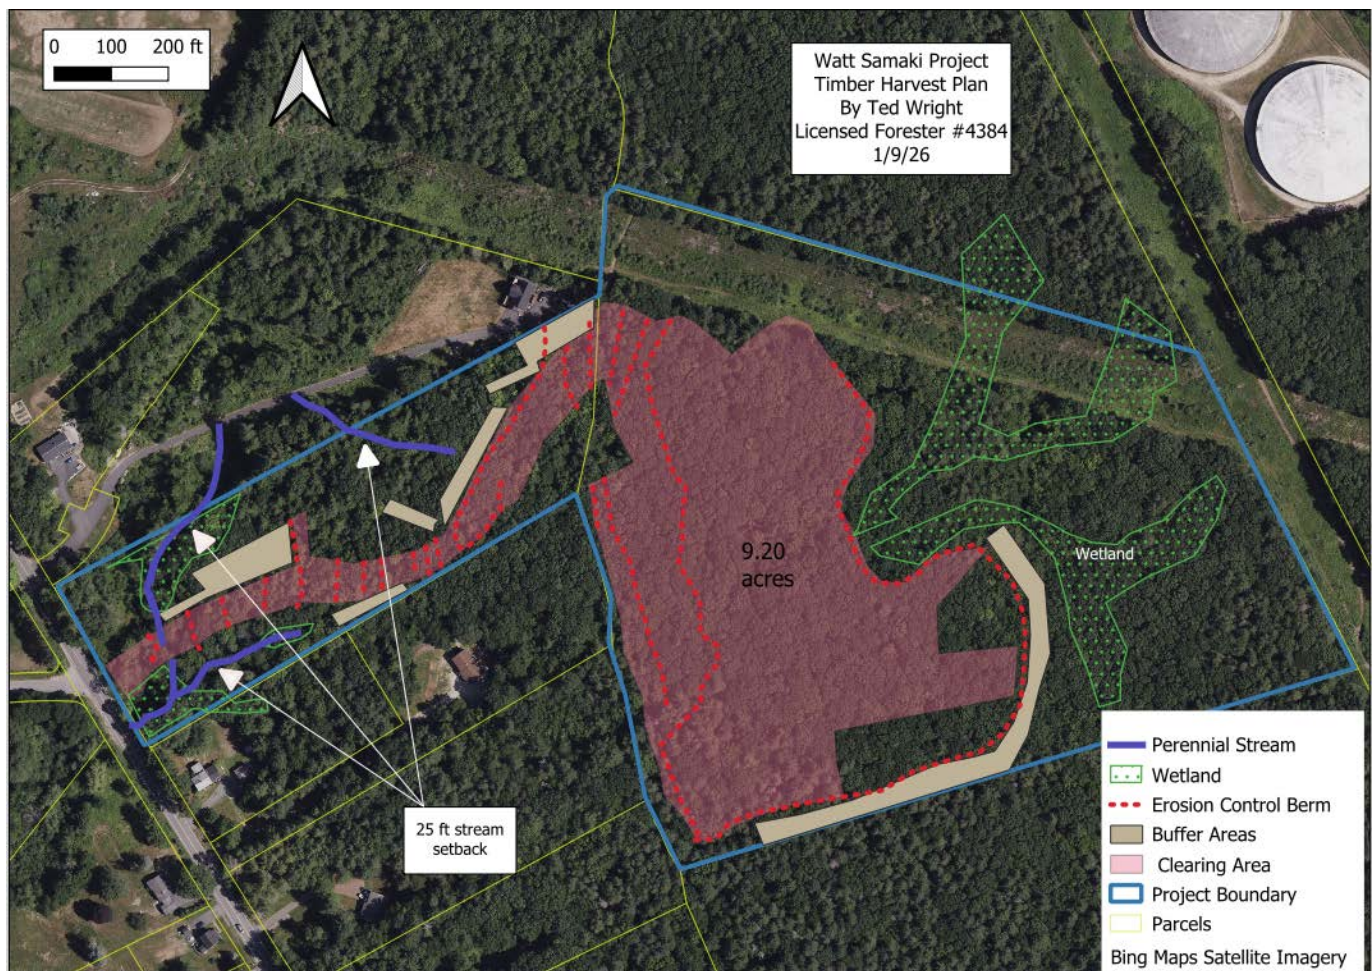 0 100 200 ft
Watt Samaki Project
Timber Harvest Plan
By Ted Wright
Licensed Forester #4384
1/9/26
9.20
acres
Wetland
25 ft stream
setback
Perennial Stream
Wetland
Erosion Control Berm
Buffer Areas
Clearing Area
Project Boundary
Parcels
Bing Maps Satellite Imagery